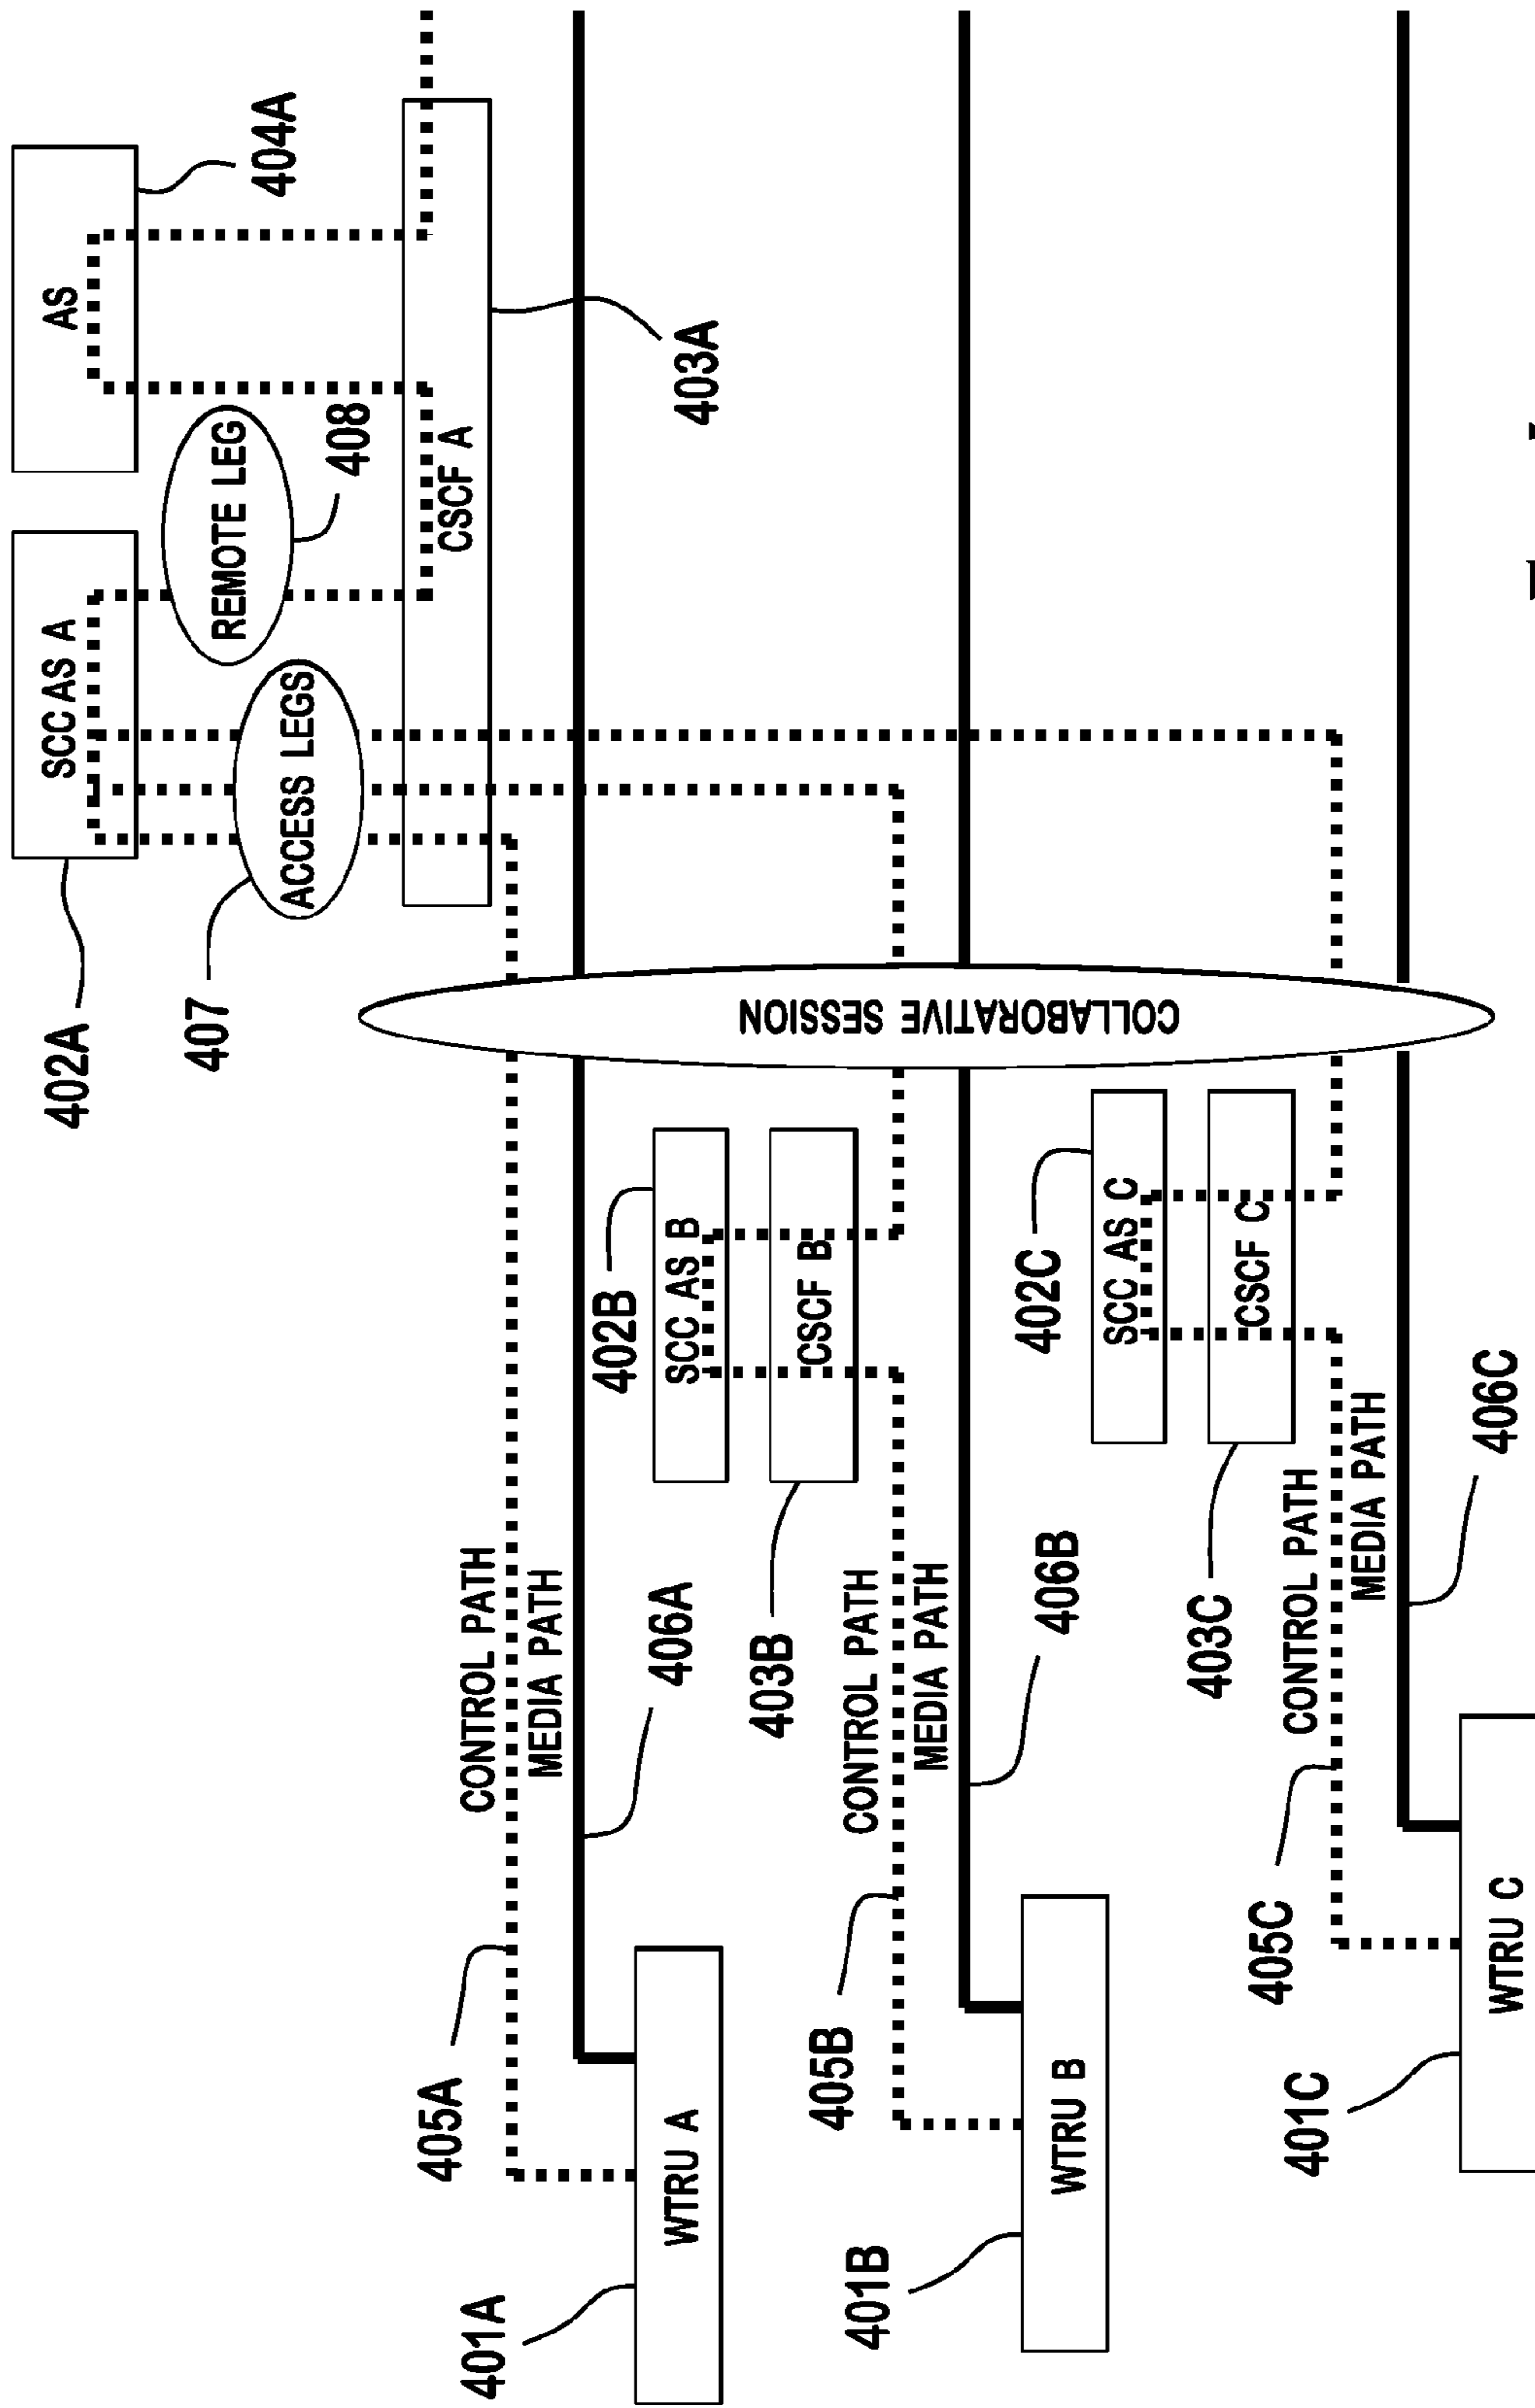 402A
SCC AS A
AS
404A
407
ACCESS LEGS
REMOTE LEG
408
CSCF A
403A
405A
CONTROL PATH
MEDIA PATH
406A
401A
WTRU A
COLLABORATIVE SESSION
402B
SCC AS B
403B
CSCF B
405B
CONTROL PATH
MEDIA PATH
406B
401B
WTRU B
402C
SCC AS C
403C
CSCF C
405C
CONTROL PATH
MEDIA PATH
406C
401C
WTRU C